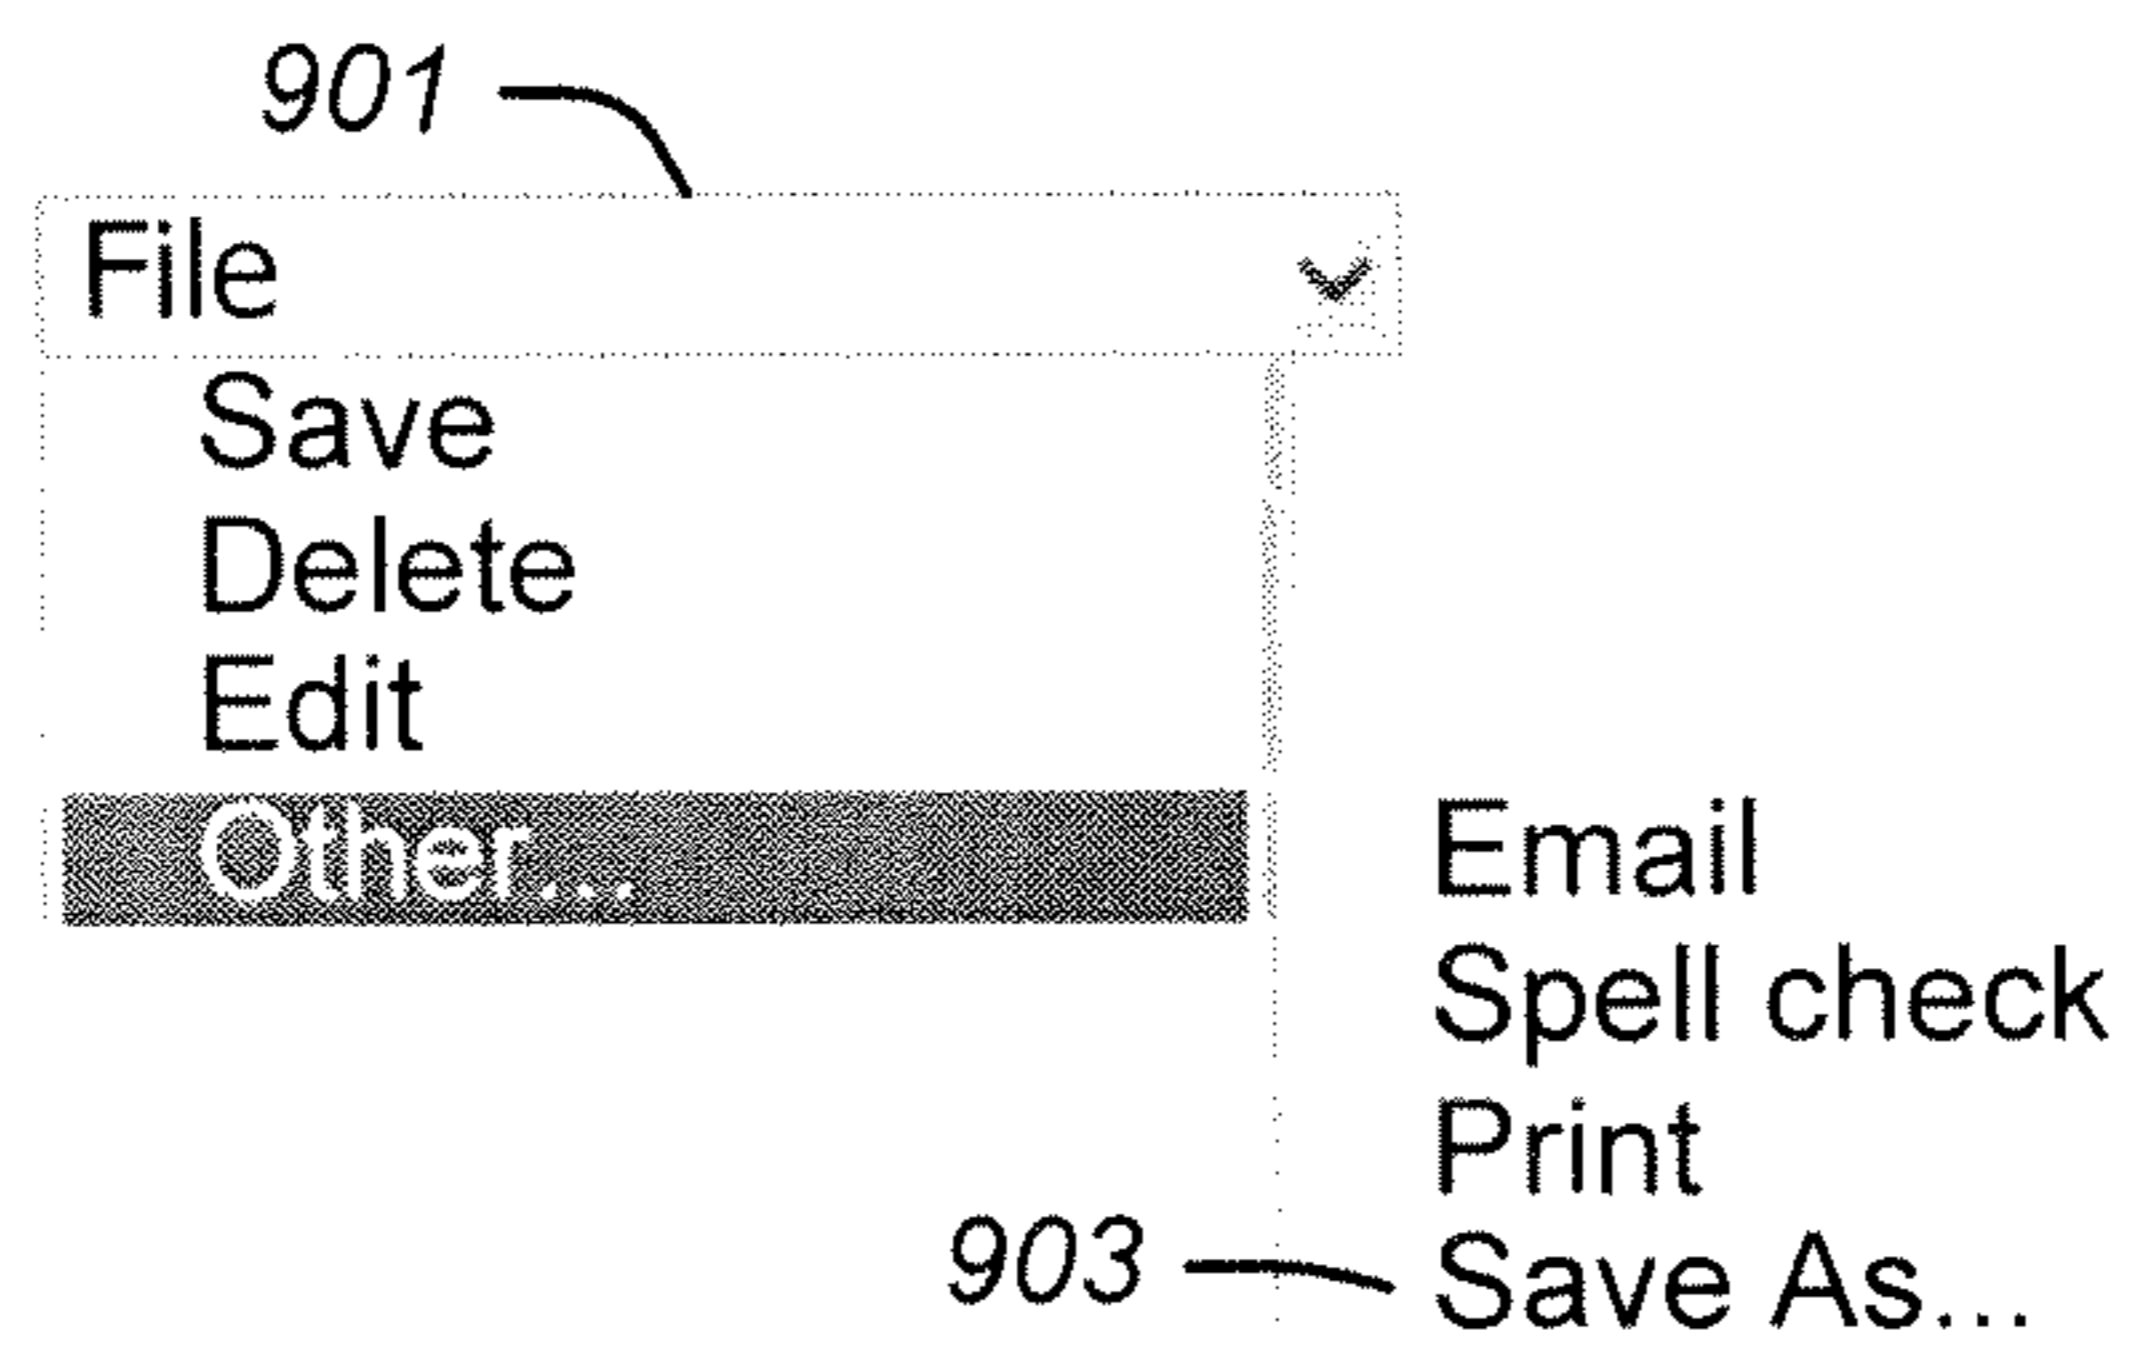 901
File
Save
Delete
Edit
Other...
Email
Spell check
Print
903 Save As...